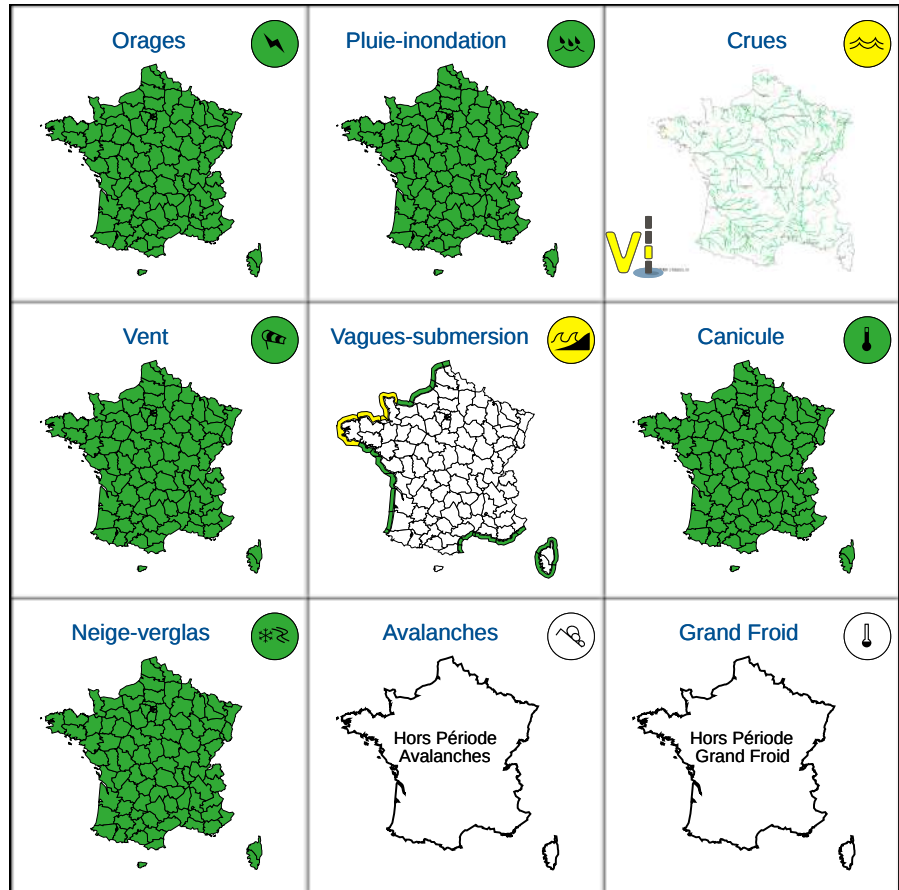 Orages
Pluie-inondation
Crues
Vi
Vent
Vagues-submersion
Canicule
Neige-verglas
Avalanches
Grand Froid
Hors Période
Avalanches
Hors Période
Grand Froid